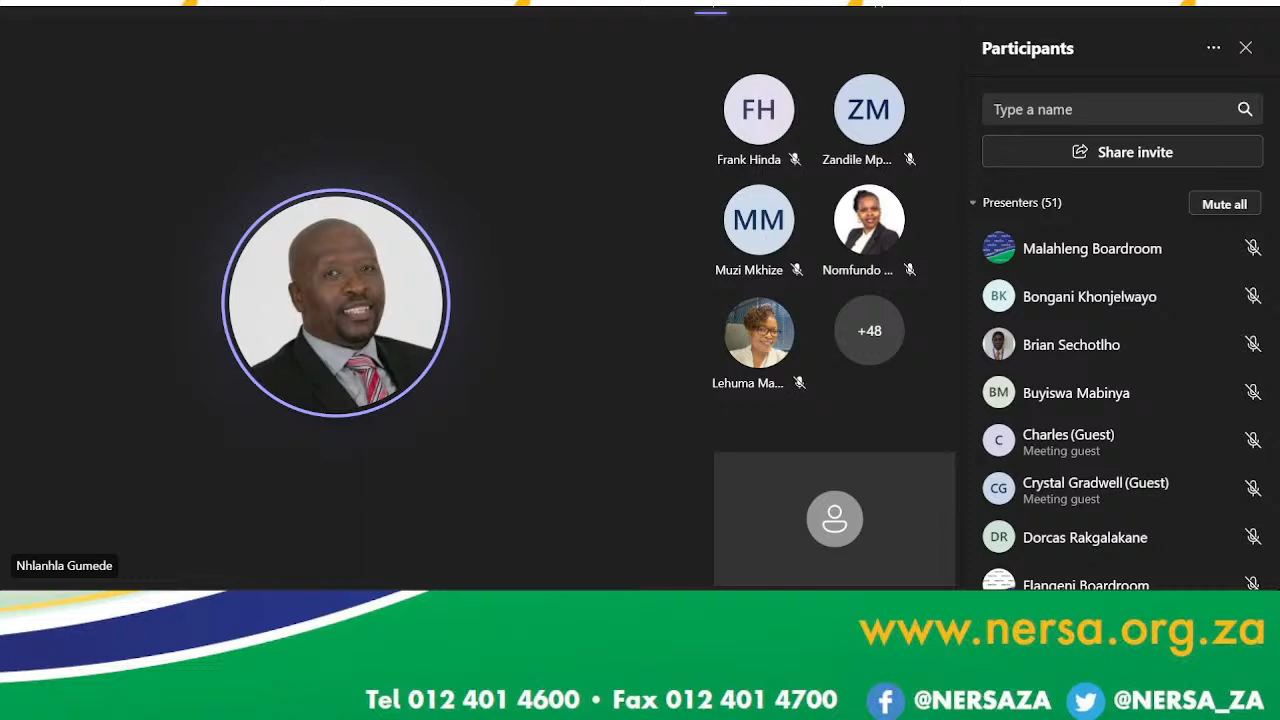 Participants
Type a name
Share invite
Presenters (51)
Mute all
Malahleng Boardroom
BK
Bongani Khonjelwayo
Brian Sechotlho
BM
Buyiswa Mabinya
C
Charles (Guest)
Meeting guest
CG
Crystal Gradwell (Guest)
Meeting guest
DR
Dorcas Rakgalakane
Elangeni Boardroom
FH
Frank Hinda
ZM
Zandile Mp...
MM
Muzi Mkhize
Nomfundo ...
Lehuma Ma...
+48
Nhlanhla Gumede
www.nersa.org.za
Tel 012 401 4600 • Fax 012 401 4700
@NERSAZA
@NERSA_ZA